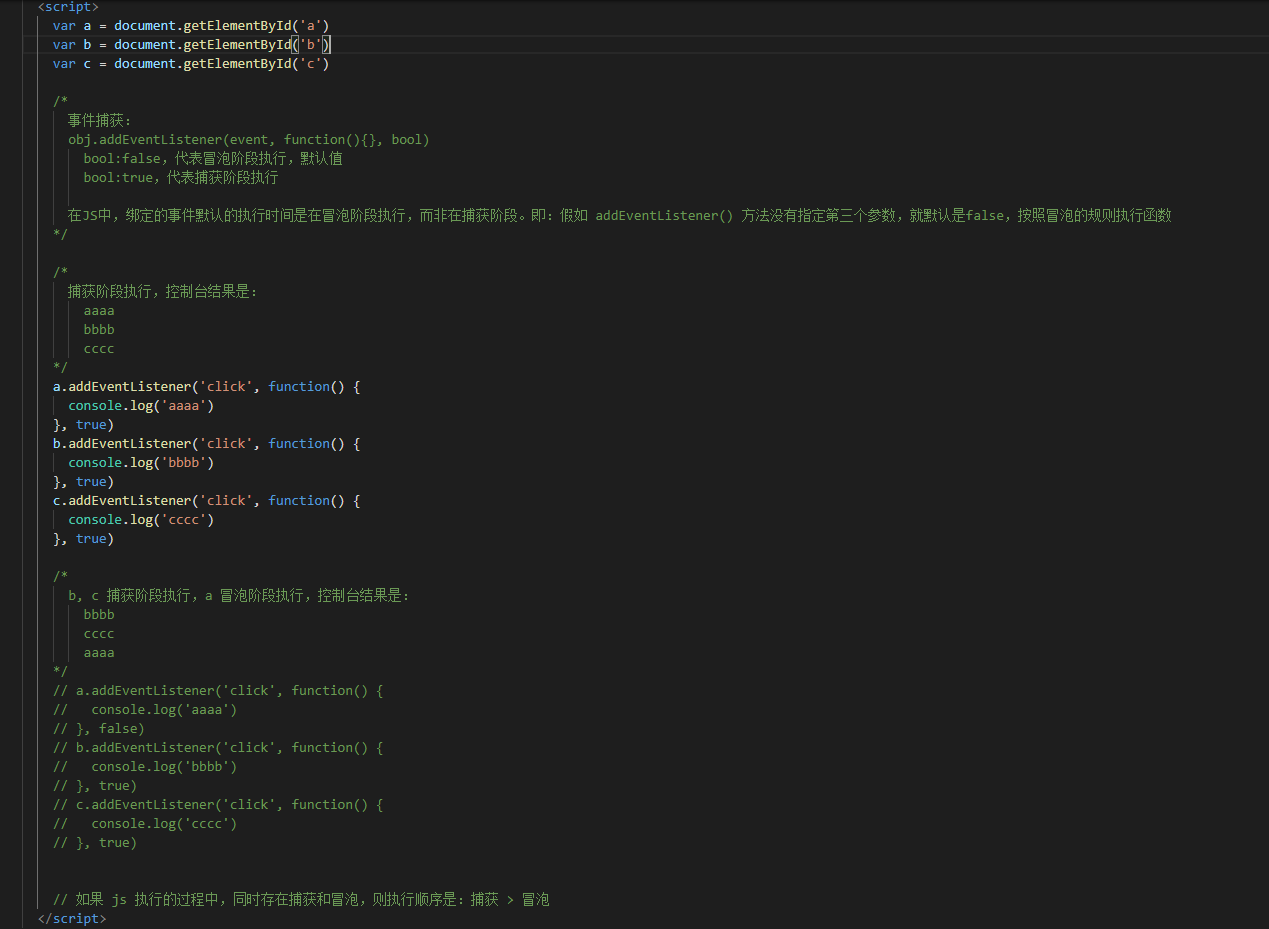 <script>
var a = document.getElementById('a')
var b = document.getElementById('b')
var c = document.getElementById('c')
/*
事件捕获：
obj.addEventListener(event, function(){}, bool)
bool:false，代表冒泡阶段执行，默认值
bool:true，代表捕获阶段执行
在JS中，绑定的事件默认的执行时间是在冒泡阶段执行，而非在捕获阶段。即：假如 addEventListener() 方法没有指定第三个参数，就默认是false，按照冒泡的规则执行函数
*/
/*
捕获阶段执行，控制台结果是：
aaaa
bbbb
cccc
*/
a.addEventListener('click', function() {
console.log('aaaa')
}, true)
b.addEventListener('click', function() {
console.log('bbbb')
}, true)
c.addEventListener('click', function() {
console.log('cccc')
}, true)
/*
b, c 捕获阶段执行，a 冒泡阶段执行，控制台结果是：
bbbb
cccc
aaaa
*/
// a.addEventListener('click', function() {
//   console.log('aaaa')
// }, false)
// b.addEventListener('click', function() {
//   console.log('bbbb')
// }, true)
// c.addEventListener('click', function() {
//   console.log('cccc')
// }, true)
// 如果 js 执行的过程中，同时存在捕获和冒泡，则执行顺序是：捕获 > 冒泡
</script>